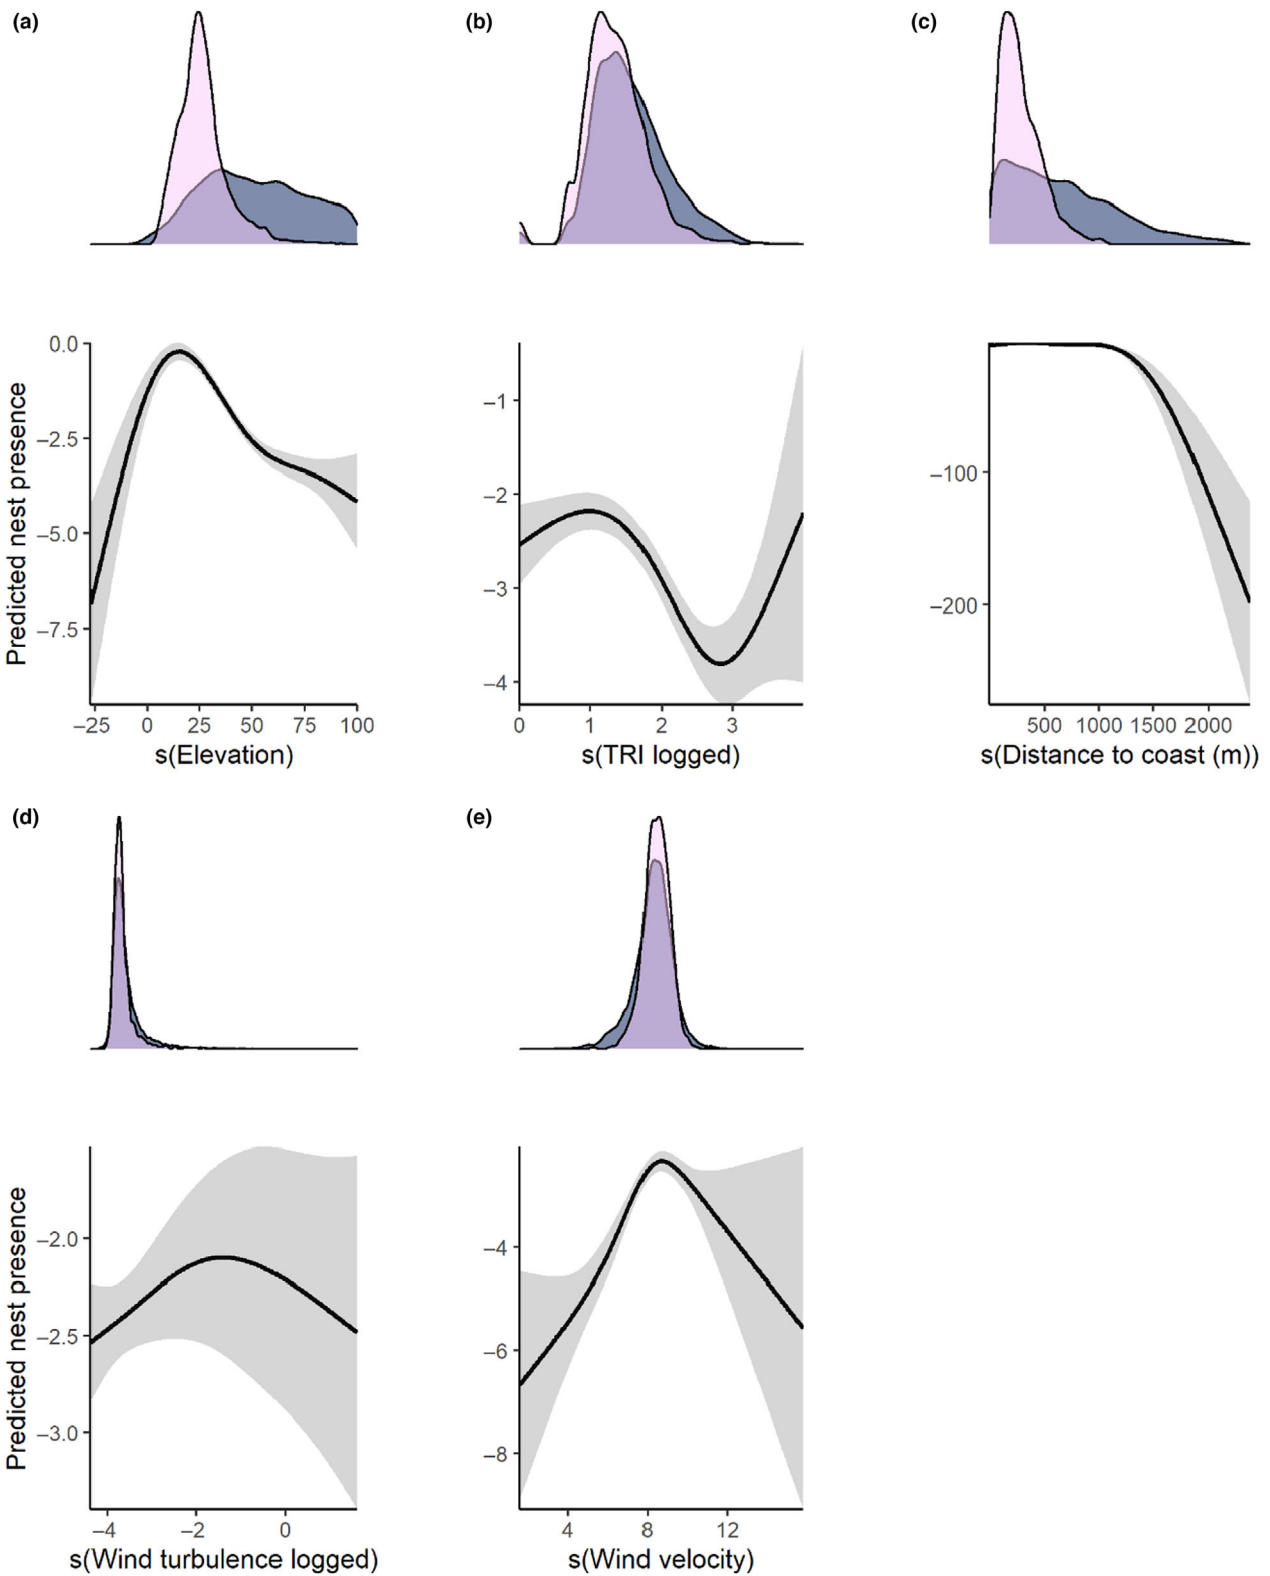 (a)
(b)
(c)
Predicted nest presence
0.0
−2.5
−5.0
−7.5
−25 0 25 50 75 100
s(Elevation)
−1
−2
−3
−4
0 1 2 3
s(TRI logged)
−100
−200
500 1000 1500 2000
s(Distance to coast (m))
(d)
(e)
Predicted nest presence
−2.0
−2.5
−3.0
−4 −2 0
s(Wind turbulence logged)
−4
−6
−8
4 8 12
s(Wind velocity)